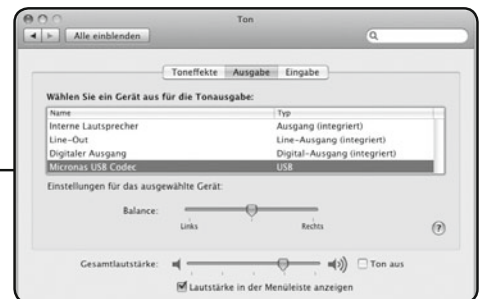 Ton
Alle einblenden
Toneffekte Ausgabe Eingabe
Wählen Sie ein Gerät aus für die Tonausgabe:
Name Typ
Interne Lautsprecher Ausgang (integriert)
Line-Out Line-Ausgang (integriert)
Digitaler Ausgang Digital-Ausgang (integriert)
Micronas USB Codec USB
Einstellungen für das ausgewählte Gerät:
Balance:
Links Rechts
?
Gesamtlautstärke: Ton aus
Lautstärke in der Menüleiste anzeigen